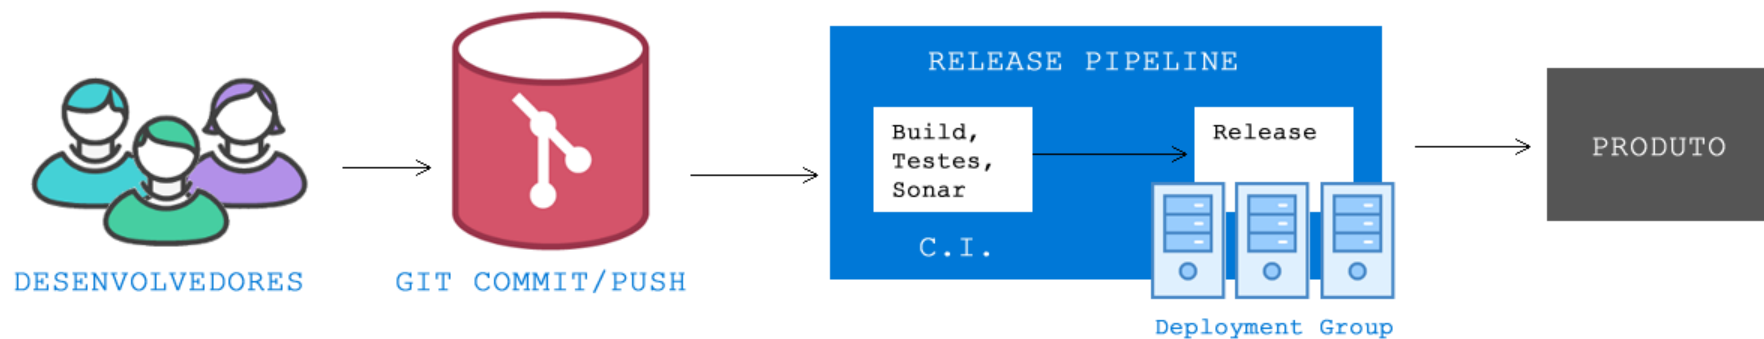 DESENVOLVEDORES
GIT COMMIT/PUSH
RELEASE PIPELINE
Build,
Testes,
Sonar
C.I.
Release
Deployment Group
PRODUTO